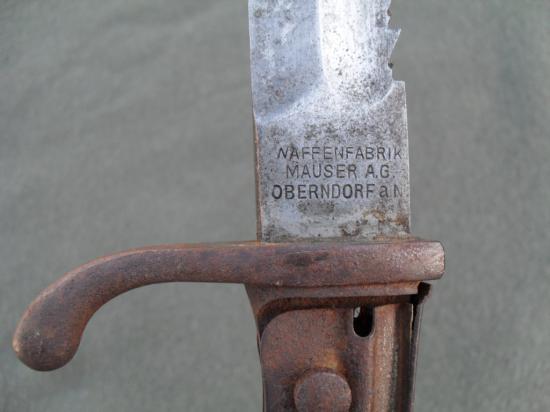 WAFFENFABRIK
MAUSER A.G.
OBERNDORF a N